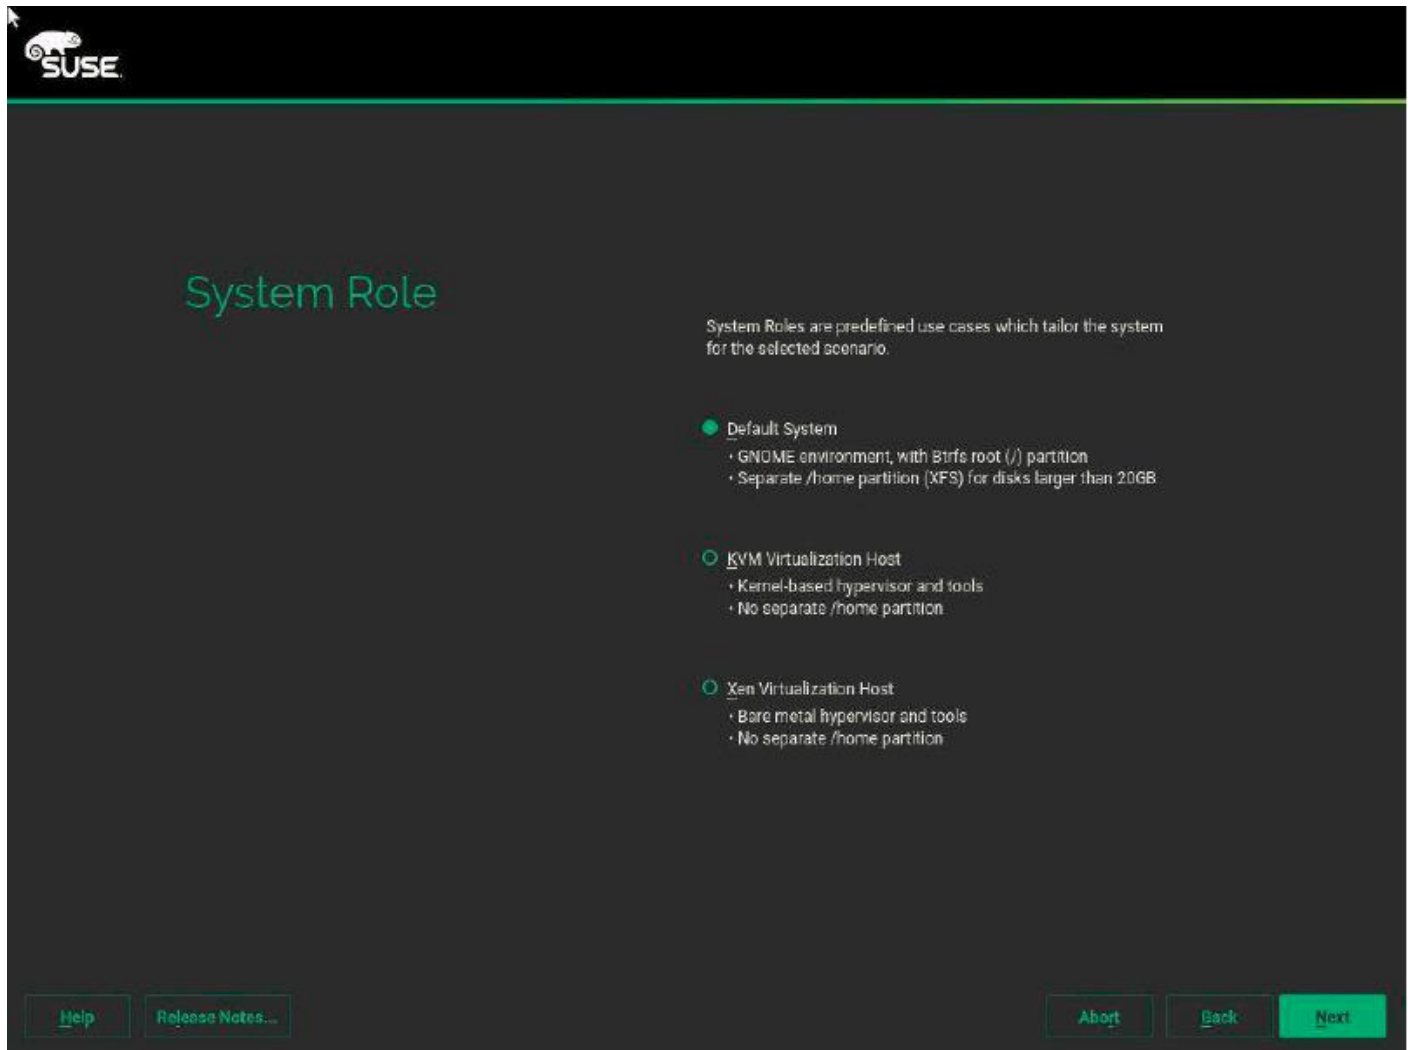 SUSE
System Role
System Roles are predefined use cases which tailor the system
for the selected scenario.
Default System
• GNOME environment, with Btrfs root (/) partition
• Separate /home partition (XFS) for disks larger than 20GB
KVM Virtualization Host
• Kernel-based hypervisor and tools
• No separate /home partition
Xen Virtualization Host
• Bare metal hypervisor and tools
• No separate /home partition
Help
Release Notes...
Abort
Back
Next